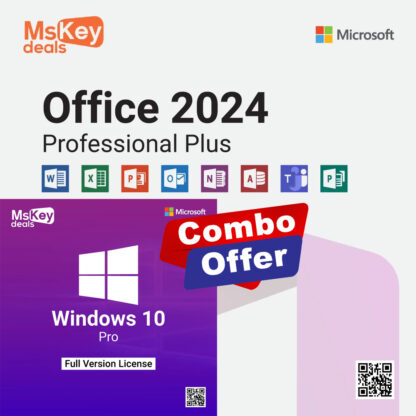 MsKey
deals
Microsoft
Office 2024
Professional Plus
W X P O N A T P
MsKey
deals
Microsoft
Combo
Offer
Windows 10
Pro
Full Version License